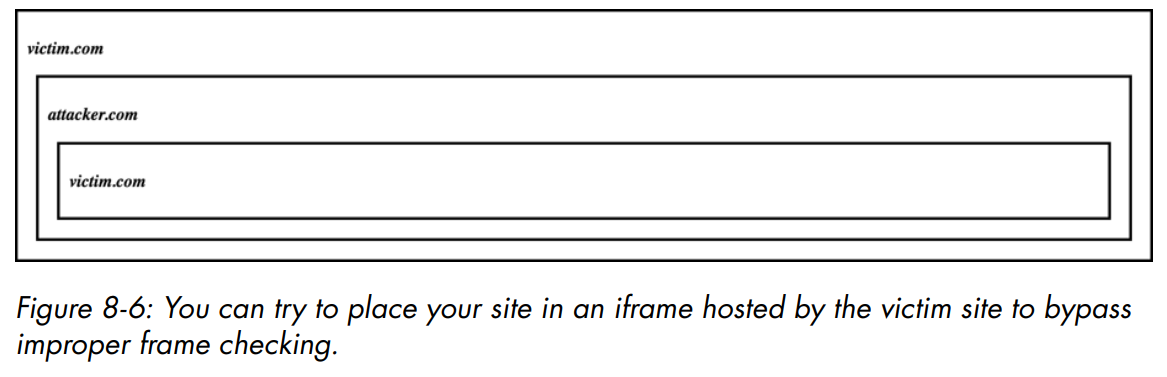 victim.com
attacker.com
victim.com
Figure 8-6: You can try to place your site in an iframe hosted by the victim site to bypass
improper frame checking.